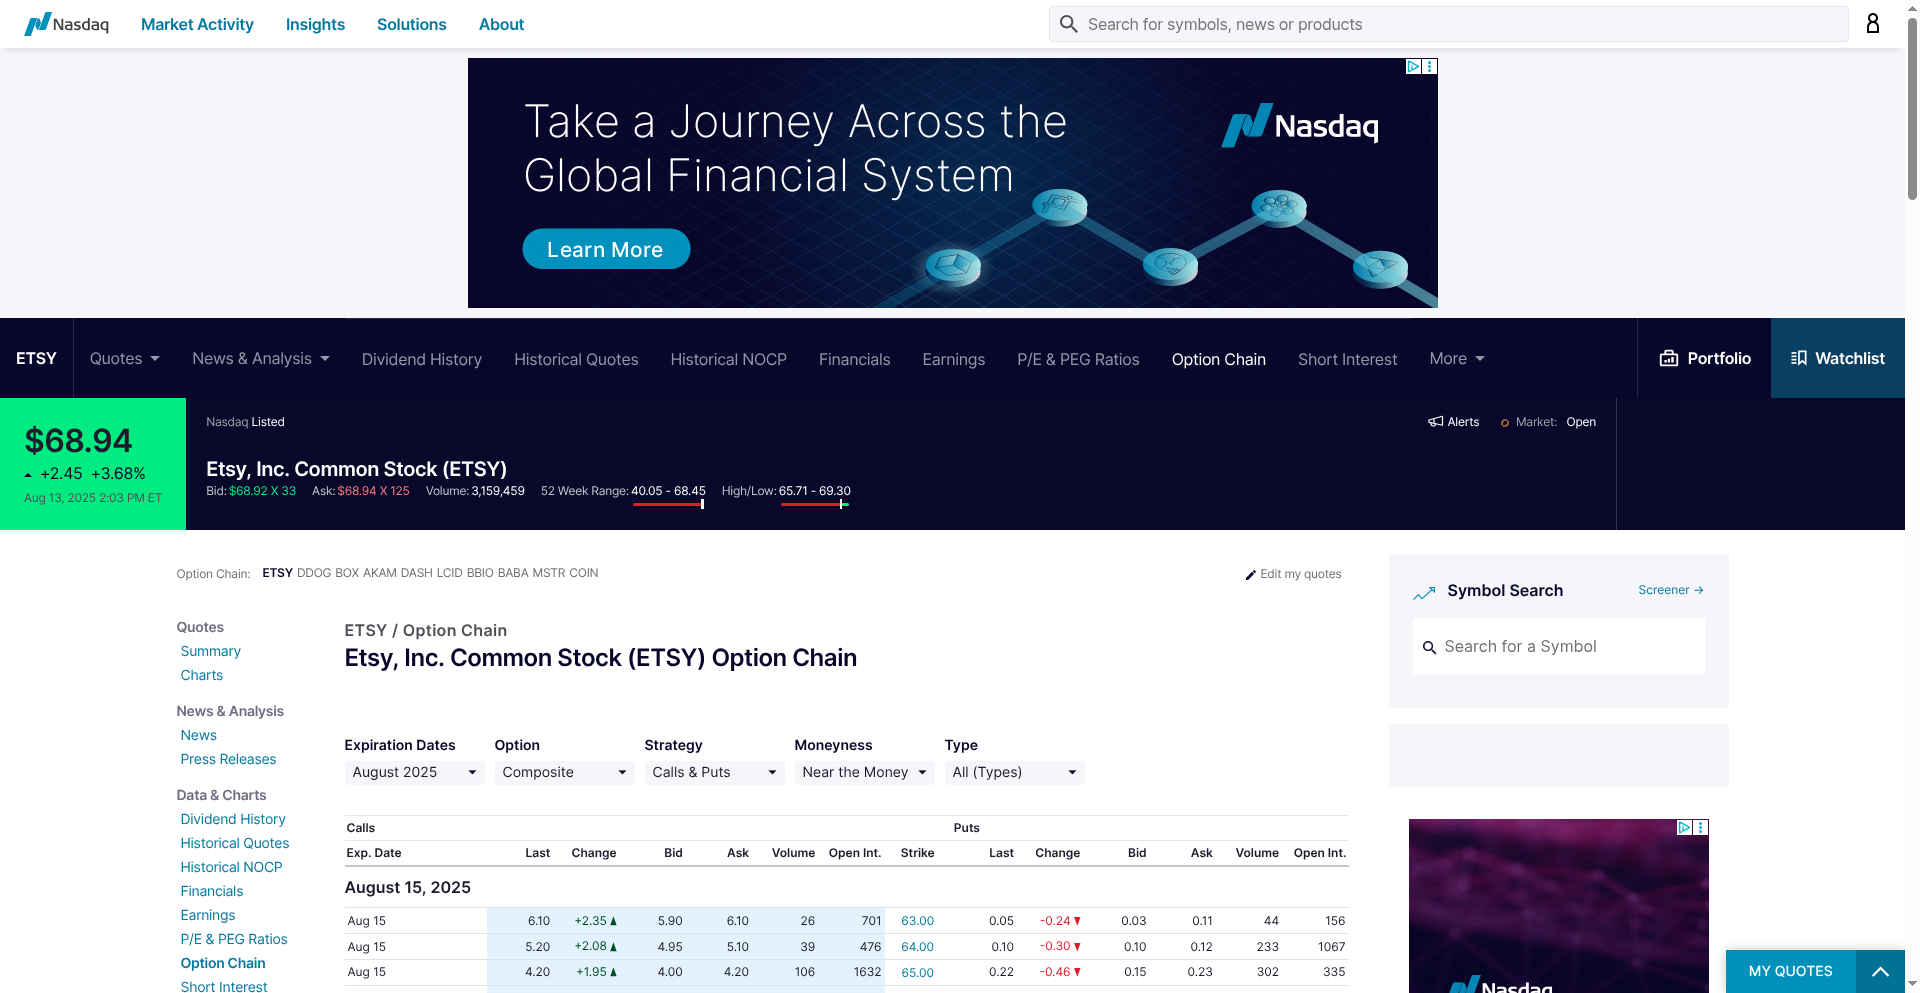 Nasdaq Market Activity Insights Solutions About Search for symbols, news or products
Take a Journey Across the
Global Financial System
Nasdaq
Learn More
ETSY Quotes News & Analysis Dividend History Historical Quotes Historical NOCP Financials Earnings P/E & PEG Ratios Option Chain Short Interest More Portfolio Watchlist
$68.94
+2.45 +3.68%
Aug 13, 2025 2:03 PM ET
Nasdaq Listed
Alerts Market: Open
Etsy, Inc. Common Stock (ETSY)
Bid: $68.92 X 33 Ask: $68.94 X 125 Volume: 3,159,459 52 Week Range: 40.05 - 68.45 High/Low: 65.71 - 69.30
Option Chain: ETSY DDOG BOX AKAM DASH LCID BBIO BABA MSTR COIN
Edit my quotes
Quotes
Summary
Charts
News & Analysis
News
Press Releases
Data & Charts
Dividend History
Historical Quotes
Historical NOCP
Financials
Earnings
P/E & PEG Ratios
Option Chain
Short Interest
ETSY / Option Chain
Etsy, Inc. Common Stock (ETSY) Option Chain
Expiration Dates Option Strategy Moneyness Type
August 2025 Composite Calls & Puts Near the Money All (Types)
Calls Puts
Exp. Date Last Change Bid Ask Volume Open Int. Strike Last Change Bid Ask Volume Open Int.
August 15, 2025
Aug 15 6.10 +2.35 5.90 6.10 26 701 63.00 0.05 -0.24 0.03 0.11 44 156
Aug 15 5.20 +2.08 4.95 5.10 39 476 64.00 0.10 -0.30 0.10 0.12 233 1067
Aug 15 4.20 +1.95 4.00 4.20 106 1632 65.00 0.22 -0.46 0.15 0.23 302 335
Symbol Search Screener →
Search for a Symbol
Nasdaq
MY QUOTES